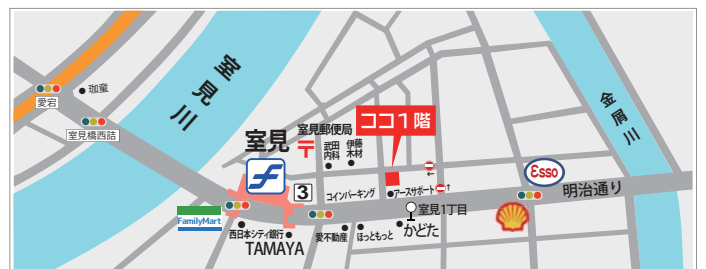 室見川
金屑川
愛宕
珈童
室見橋西詰
室見
室見郵便局
武田
内科
伊藤
木材
ココ1階
3
コインパーキング
アースサポート
←
↑
Esso
明治通り
室見1丁目
FamilyMart
西日本シティ銀行
TAMAYA
愛不動産
ほっともっと
かどた